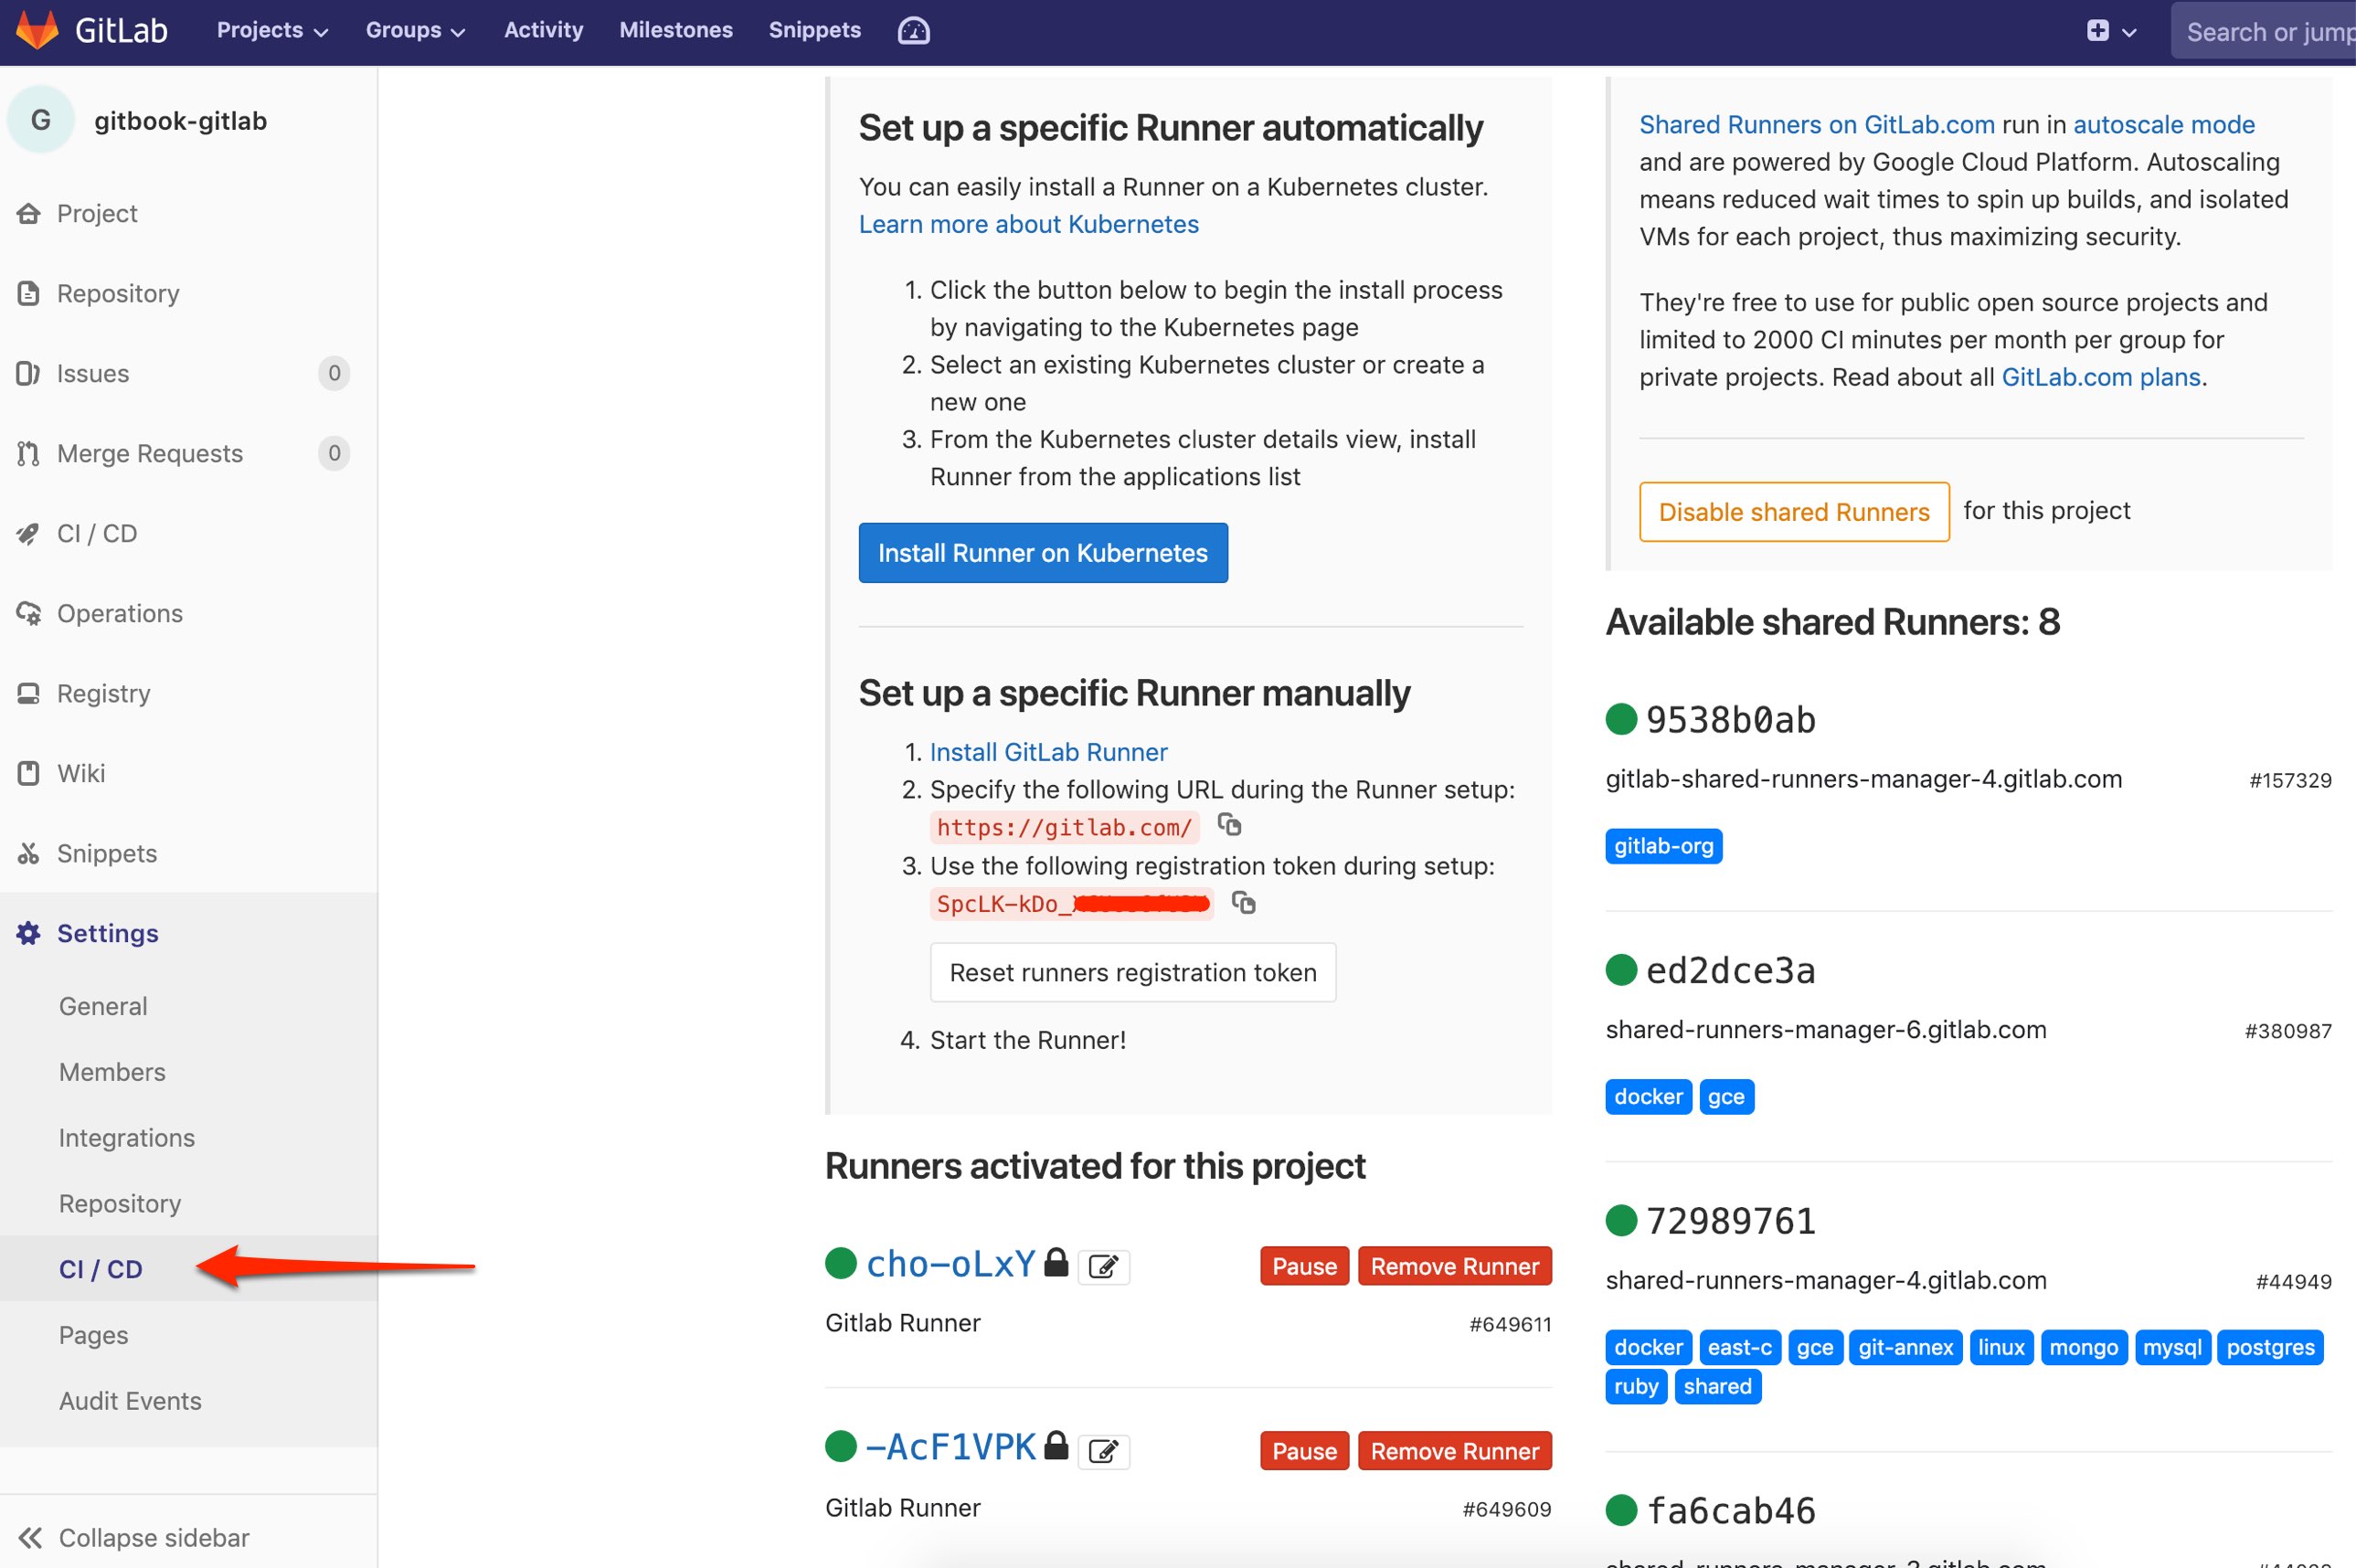 GitLab Projects Groups Activity Milestones Snippets Search or jump
G gitbook-gitlab
Project
Repository
Issues 0
Merge Requests 0
CI / CD
Operations
Registry
Wiki
Snippets
Settings
General
Members
Integrations
Repository
CI / CD
Pages
Audit Events
Collapse sidebar
Set up a specific Runner automatically
You can easily install a Runner on a Kubernetes cluster.
Learn more about Kubernetes
1. Click the button below to begin the install process
by navigating to the Kubernetes page
2. Select an existing Kubernetes cluster or create a
new one
3. From the Kubernetes cluster details view, install
Runner from the applications list
Install Runner on Kubernetes
Set up a specific Runner manually
1. Install GitLab Runner
2. Specify the following URL during the Runner setup:
https://gitlab.com/
3. Use the following registration token during setup:
SpcLK-kDo_
Reset runners registration token
4. Start the Runner!
Runners activated for this project
cho-oLxY Pause Remove Runner
Gitlab Runner #649611
-AcF1VPK Pause Remove Runner
Gitlab Runner #649609
Shared Runners on GitLab.com run in autoscale mode
and are powered by Google Cloud Platform. Autoscaling
means reduced wait times to spin up builds, and isolated
VMs for each project, thus maximizing security.
They're free to use for public open source projects and
limited to 2000 CI minutes per month per group for
private projects. Read about all GitLab.com plans.
Disable shared Runners for this project
Available shared Runners: 8
9538b0ab
gitlab-shared-runners-manager-4.gitlab.com #157329
gitlab-org
ed2dce3a
shared-runners-manager-6.gitlab.com #380987
docker gce
72989761
shared-runners-manager-4.gitlab.com #44949
docker east-c gce git-annex linux mongo mysql postgres
ruby shared
fa6cab46